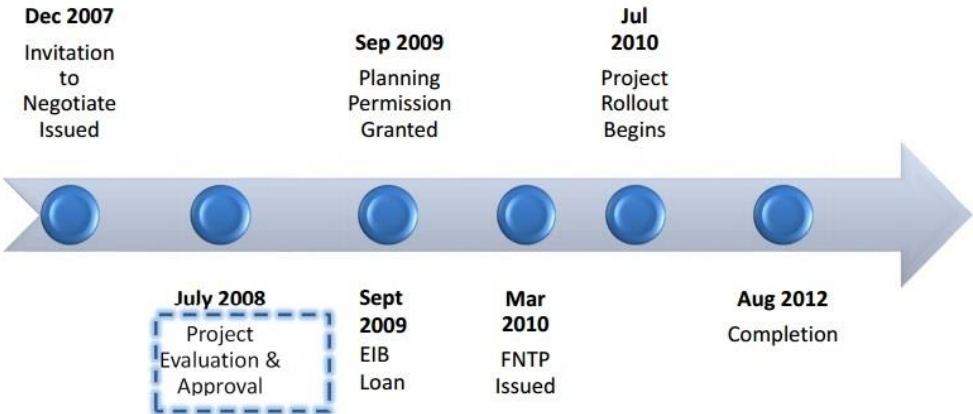 Dec 2007
Invitation
to
Negotiate
Issued
Sep 2009
Planning
Permission
Granted
Jul
2010
Project
Rollout
Begins
July 2008
Project
Evaluation &
Approval
Sept
2009
EIB
Loan
Mar
2010
FNTP
Issued
Aug 2012
Completion